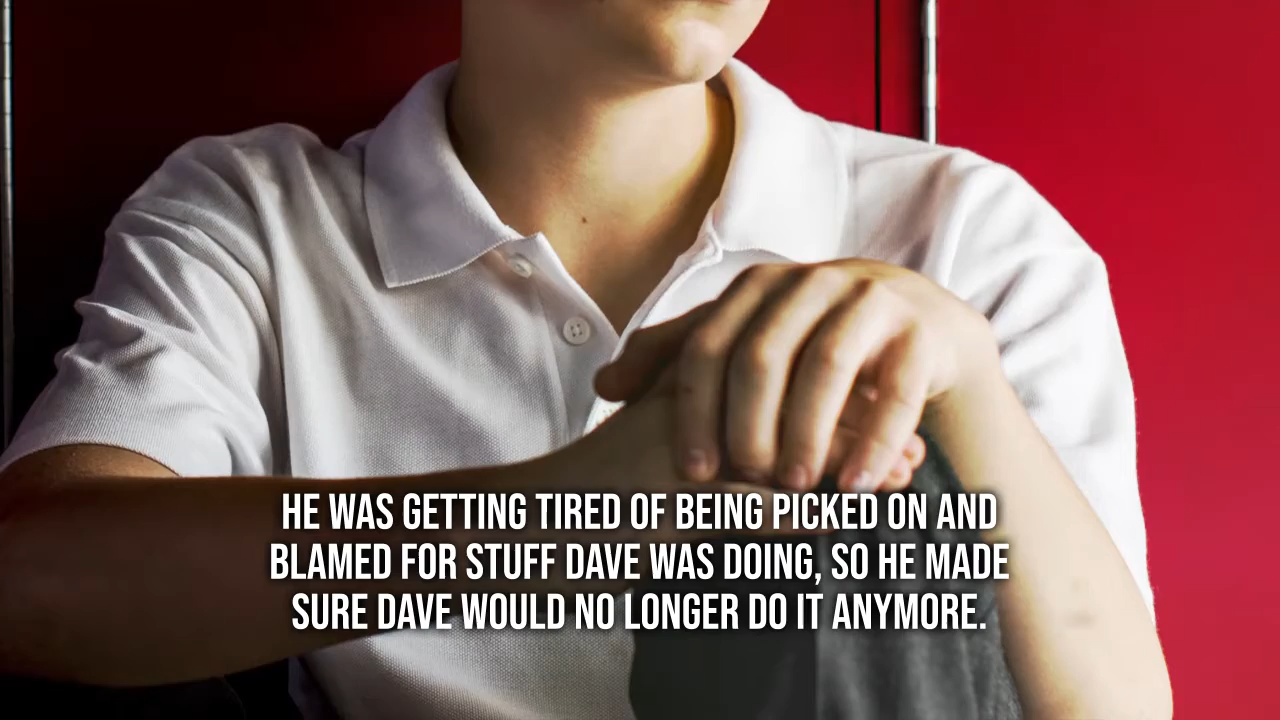 HE WAS GETTING TIRED OF BEING PICKED ON AND
BLAMED FOR STUFF DAVE WAS DOING, SO HE MADE
SURE DAVE WOULD NO LONGER DO IT ANYMORE.